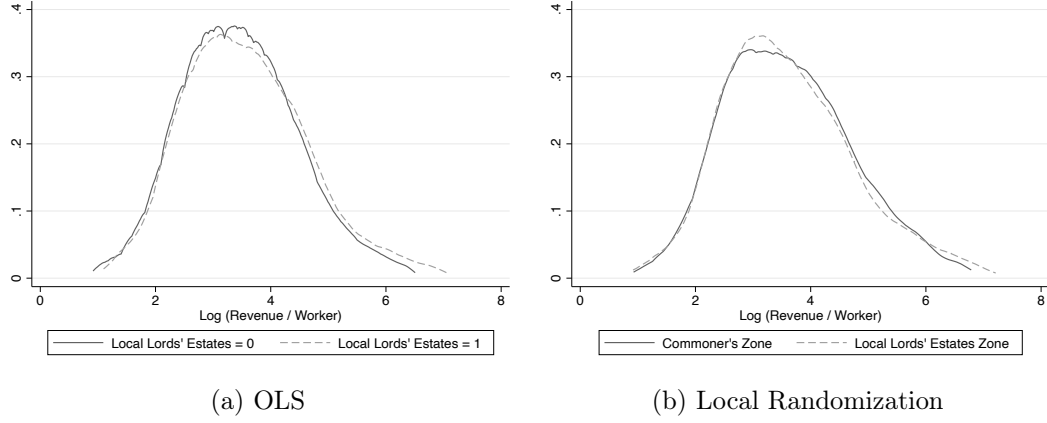 .4
.3
.2
.1
0
0 2 4 6 8
Log (Revenue / Worker)
Local Lords' Estates = 0 Local Lords' Estates = 1
(a) OLS
.4
.3
.2
.1
0
0 2 4 6 8
Log (Revenue / Worker)
Commoner's Zone Local Lords' Estates Zone
(b) Local Randomization